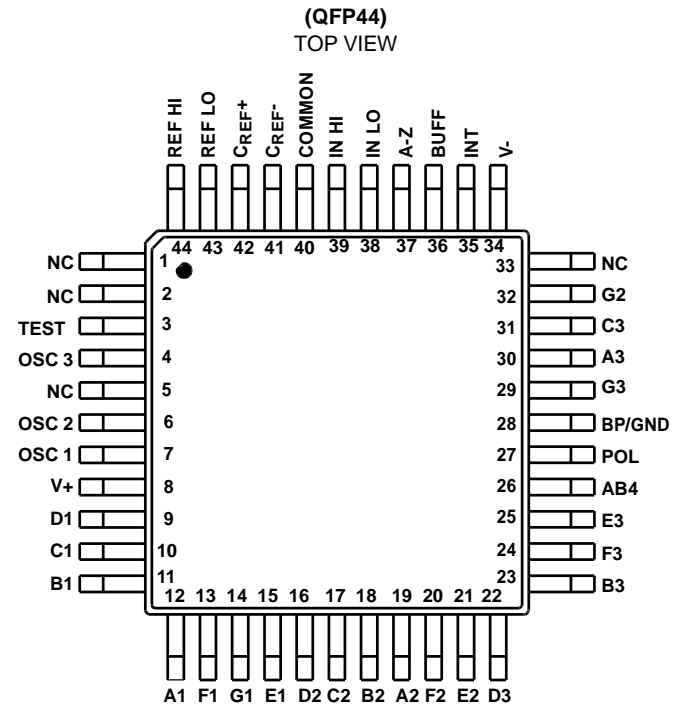 (QFP44)
TOP VIEW
REF HI
REF LO
CREF+
CREF-
COMMON
IN HI
IN LO
A-Z
BUFF
INT
V-
44 43 42 41 40 39 38 37 36 35 34
NC 1 33 NC
NC 2 32 G2
TEST 3 31 C3
OSC 3 4 30 A3
NC 5 29 G3
OSC 2 6 28 BP/GND
OSC 1 7 27 POL
V+ 8 26 AB4
D1 9 25 E3
C1 10 24 F3
B1 11 23 B3
12 13 14 15 16 17 18 19 20 21 22
A1 F1 G1 E1 D2 C2 B2 A2 F2 E2 D3